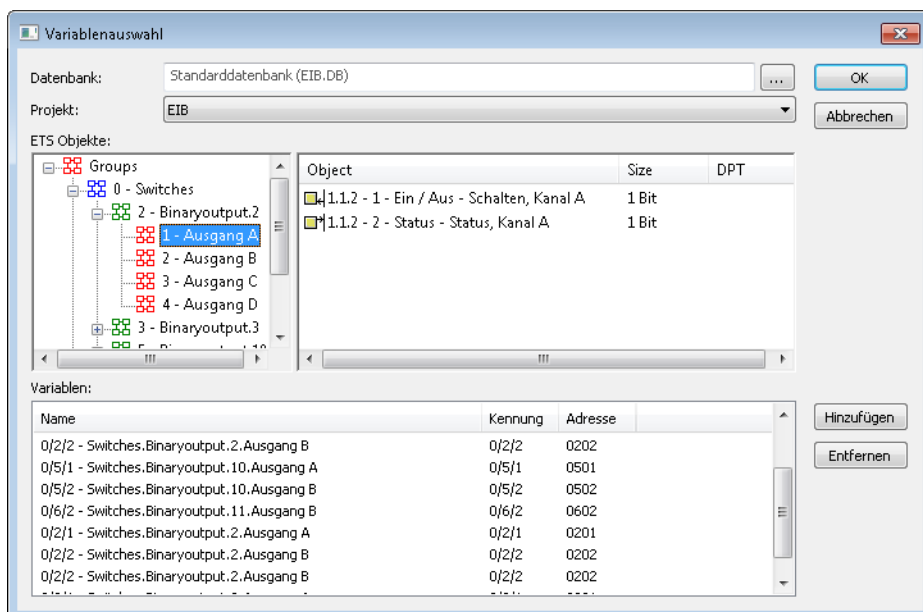 Variablenauswahl
Datenbank: Standarddatenbank (EIB.DB) ... OK
Projekt: EIB Abbrechen
ETS Objekte:
Groups
0 - Switches
2 - Binaryoutput.2
1 - Ausgang A
2 - Ausgang B
3 - Ausgang C
4 - Ausgang D
3 - Binaryoutput.3
Object Size DPT
1.1.2 - 1 - Ein / Aus - Schalten, Kanal A 1 Bit
1.1.2 - 2 - Status - Status, Kanal A 1 Bit
Variablen:
Name Kennung Adresse Hinzufügen
0/2/2 - Switches.Binaryoutput.2.Ausgang B 0/2/2 0202 Entfernen
0/5/1 - Switches.Binaryoutput.10.Ausgang A 0/5/1 0501
0/5/2 - Switches.Binaryoutput.10.Ausgang B 0/5/2 0502
0/6/2 - Switches.Binaryoutput.11.Ausgang B 0/6/2 0602
0/2/1 - Switches.Binaryoutput.2.Ausgang A 0/2/1 0201
0/2/2 - Switches.Binaryoutput.2.Ausgang B 0/2/2 0202
0/2/2 - Switches.Binaryoutput.2.Ausgang B 0/2/2 0202